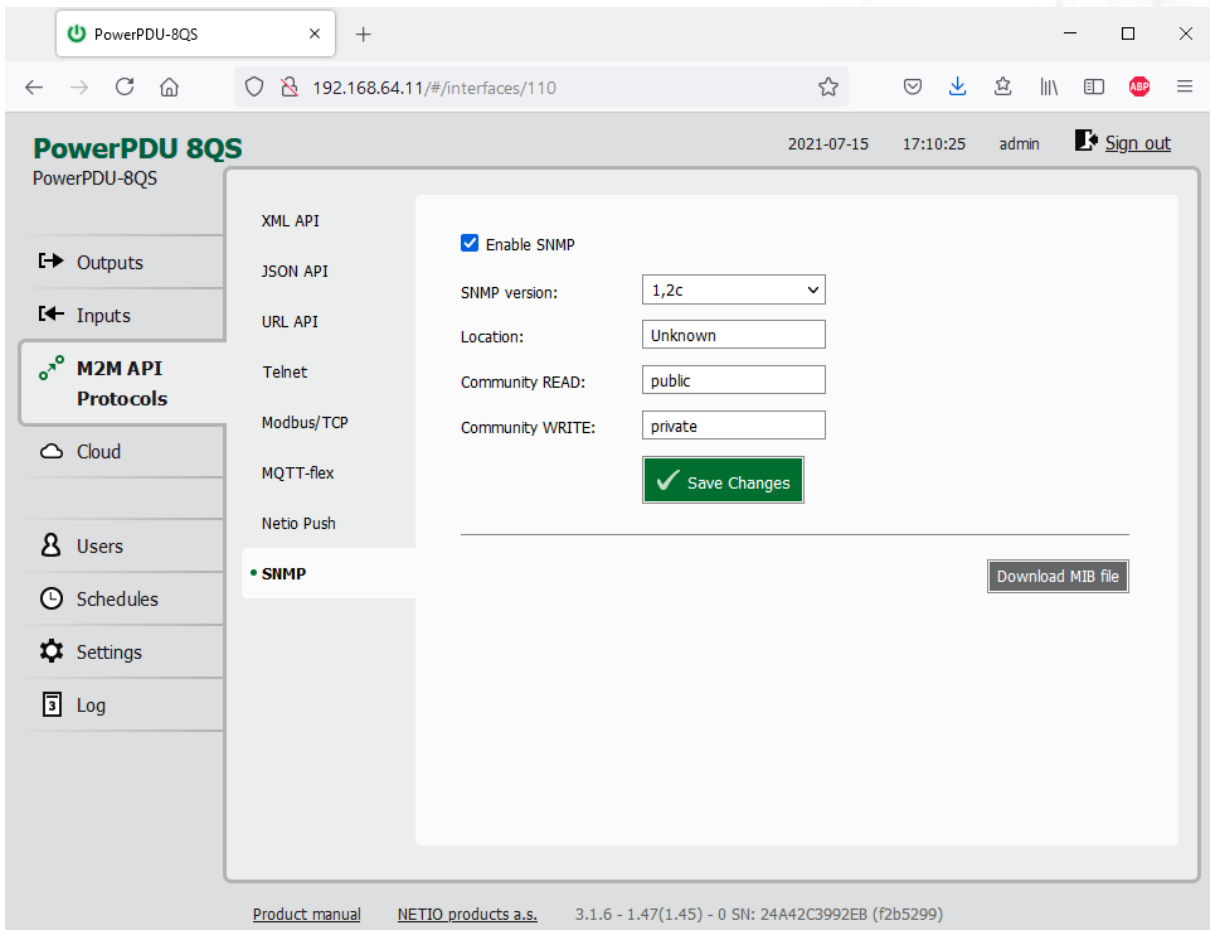 PowerPDU-8QS
192.168.64.11/#/interfaces/110
ABP
PowerPDU 8QS
2021-07-15 17:10:25 admin Sign out
PowerPDU-8QS
Outputs
Inputs
M2M API
Protocols
Cloud
Users
Schedules
Settings
3 Log
XML API
JSON API
URL API
Telnet
Modbus/TCP
MQTT-flex
Netio Push
• SNMP
Enable SNMP
SNMP version: 1,2c
Location: Unknown
Community READ: public
Community WRITE: private
Save Changes
Download MIB file
Product manual NETIO products a.s. 3.1.6 - 1.47(1.45) - 0 SN: 24A42C3992EB (f2b5299)